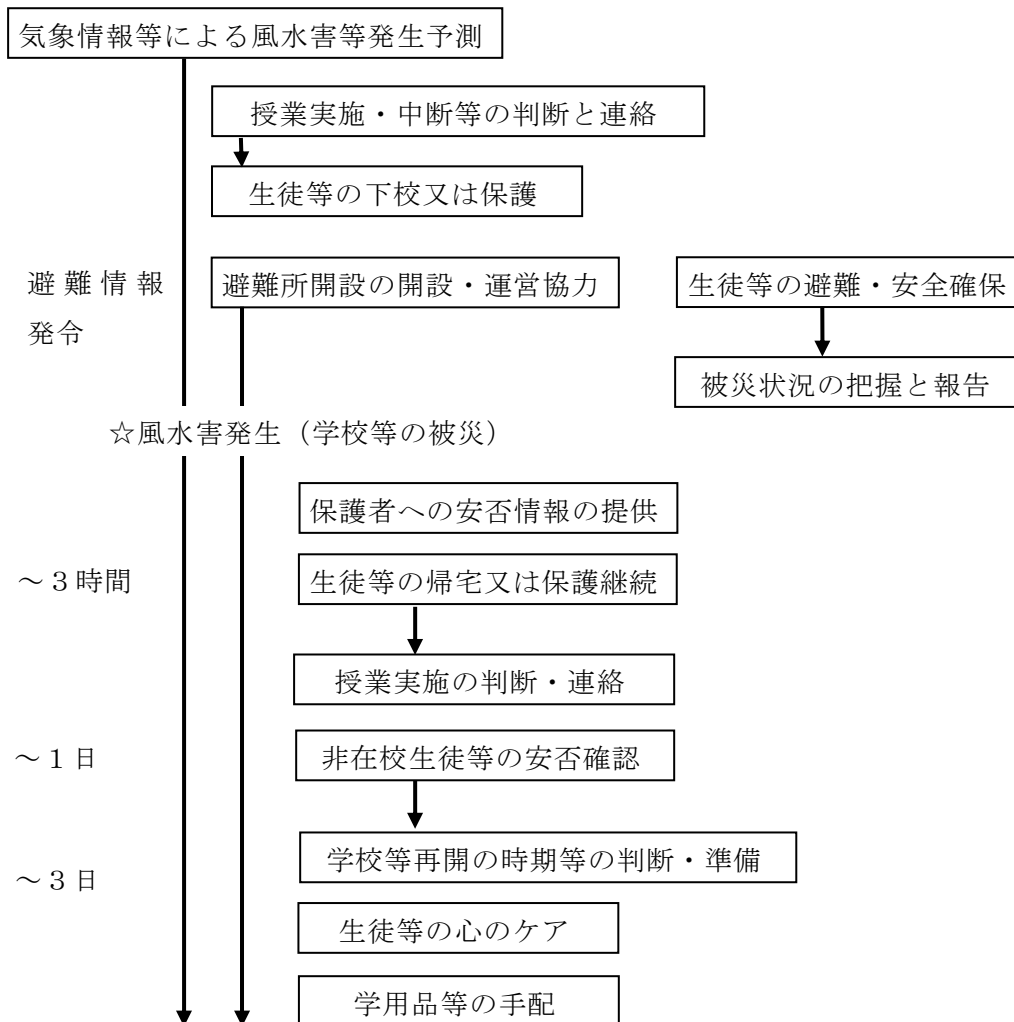 気象情報等による風水害等発生予測
授業実施・中断等の判断と連絡
生徒等の下校又は保護
避難情報
発令
避難所開設の開設・運営協力
生徒等の避難・安全確保
被災状況の把握と報告
☆風水害発生（学校等の被災）
保護者への安否情報の提供
～３時間
生徒等の帰宅又は保護継続
授業実施の判断・連絡
～１日
非在校生徒等の安否確認
学校等再開の時期等の判断・準備
～３日
生徒等の心のケア
学用品等の手配